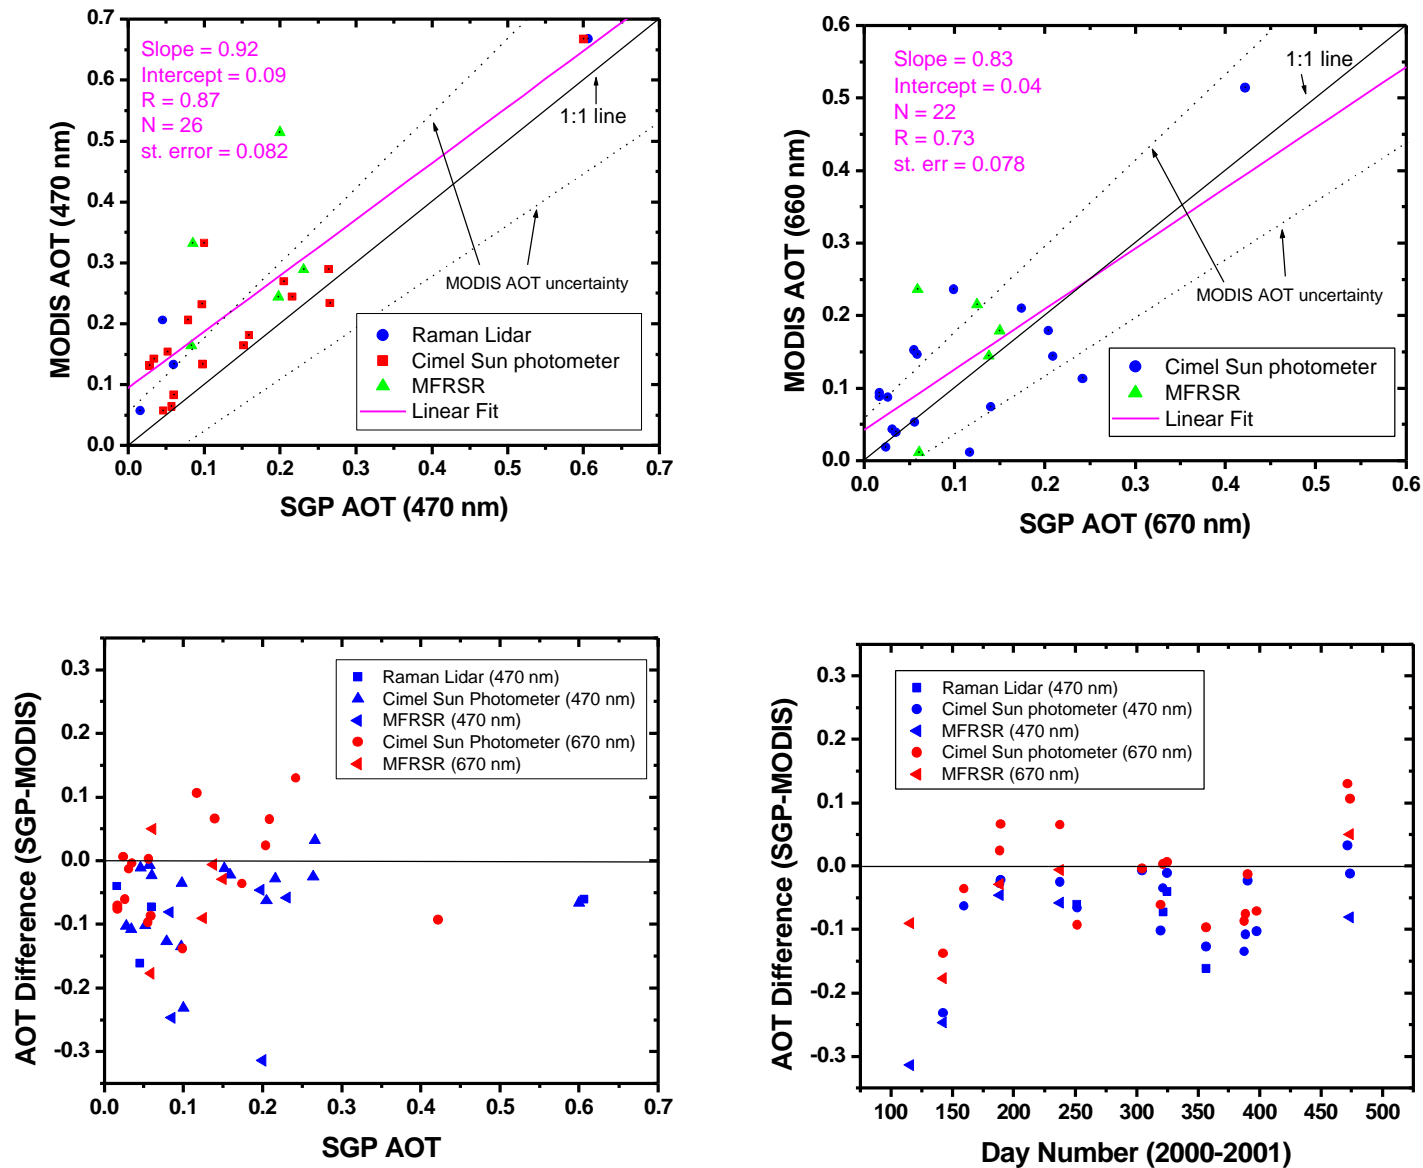 Slope = 0.92
Intercept = 0.09
R = 0.87
N = 26
st. error = 0.082
1:1 line
MODIS AOT uncertainty
Raman Lidar
Cimel Sun photometer
MFRSR
Linear Fit
MODIS AOT (470 nm)
0.7
0.6
0.5
0.4
0.3
0.2
0.1
0.0
0.0 0.1 0.2 0.3 0.4 0.5 0.6 0.7
SGP AOT (470 nm)
Slope = 0.83
Intercept = 0.04
N = 22
R = 0.73
st. err = 0.078
1:1 line
MODIS AOT uncertainty
Cimel Sun photometer
MFRSR
Linear Fit
MODIS AOT (660 nm)
0.6
0.5
0.4
0.3
0.2
0.1
0.0
0.0 0.1 0.2 0.3 0.4 0.5 0.6
SGP AOT (670 nm)
Raman Lidar (470 nm)
Cimel Sun Photometer (470 nm)
MFRSR (470 nm)
Cimel Sun Photometer (670 nm)
MFRSR (670 nm)
AOT Difference (SGP-MODIS)
0.3
0.2
0.1
0.0
-0.1
-0.2
-0.3
0.0 0.1 0.2 0.3 0.4 0.5 0.6 0.7
SGP AOT
Raman Lidar (470 nm)
Cimel Sun photometer (470 nm)
MFRSR (470 nm)
Cimel Sun photometer (670 nm)
MFRSR (670 nm)
AOT Difference (SGP-MODIS)
0.3
0.2
0.1
0.0
-0.1
-0.2
-0.3
100 150 200 250 300 350 400 450 500
Day Number (2000-2001)